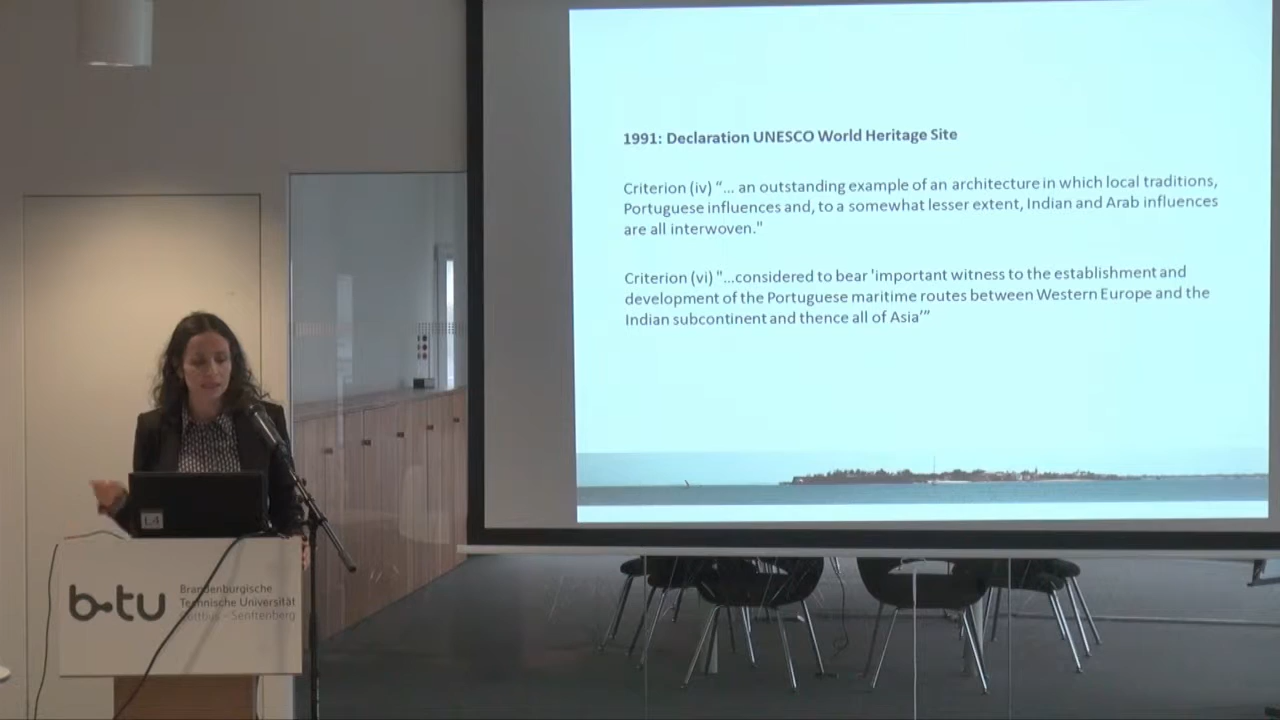 1991: Declaration UNESCO World Heritage Site
Criterion (iv) “... an outstanding example of an architecture in which local traditions,
Portuguese influences and, to a somewhat lesser extent, Indian and Arab influences
are all interwoven."
Criterion (vi) "...considered to bear 'important witness to the establishment and
development of the Portuguese maritime routes between Western Europe and the
Indian subcontinent and thence all of Asia’”
L4
b-tu
Brandenburgische
Technische Universität
Cottbus - Senftenberg